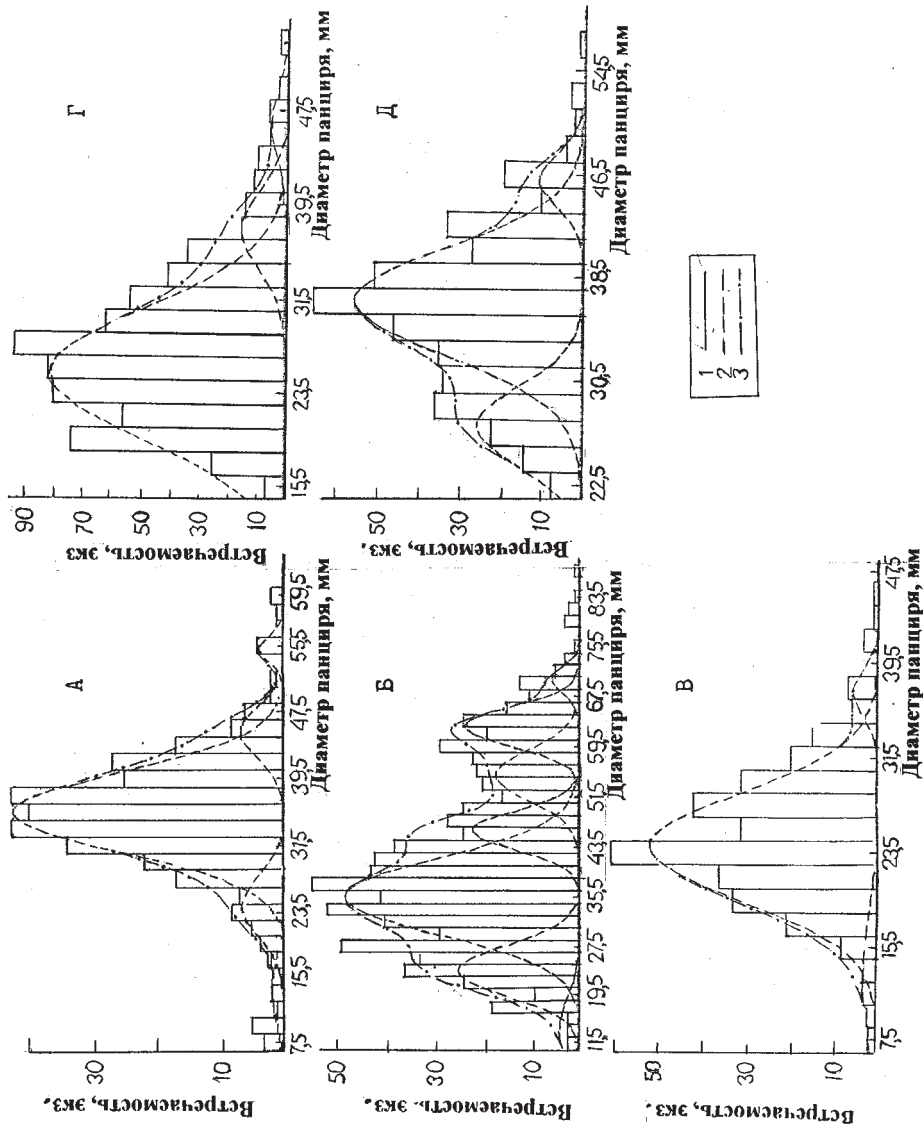 А
30
10
Встречаемость, экз.
7,5 15,5 23,5 31,5 39,5 47,5 55,5 59,5
Диаметр панциря, мм
Б
50
30
10
Встречаемость, экз.
11,5 19,5 27,5 35,5 43,5 51,5 59,5 67,5 75,5 83,5
Диаметр панциря, мм
В
50
30
10
Встречаемость, экз.
7,5 15,5 23,5 31,5 39,5 47,5
Диаметр панциря, мм
Г
90
70
50
30
10
Встречаемость, экз.
15,5 23,5 31,5 39,5 47,5
Диаметр панциря, мм
Д
50
30
10
Встречаемость, экз.
22,5 30,5 38,5 46,5 54,5
Диаметр панциря, мм
1
2
3